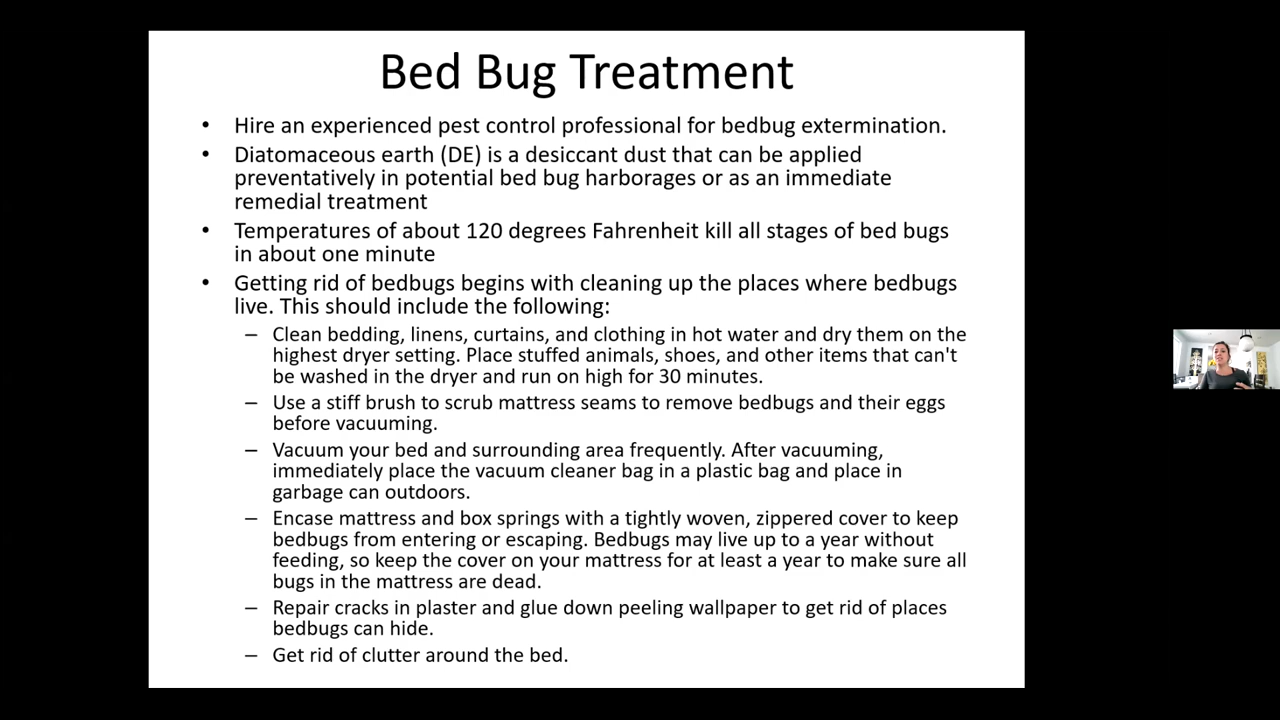 Bed Bug Treatment
• Hire an experienced pest control professional for bedbug extermination.
• Diatomaceous earth (DE) is a desiccant dust that can be applied
preventatively in potential bed bug harborages or as an immediate
remedial treatment
• Temperatures of about 120 degrees Fahrenheit kill all stages of bed bugs
in about one minute
• Getting rid of bedbugs begins with cleaning up the places where bedbugs
live. This should include the following:
– Clean bedding, linens, curtains, and clothing in hot water and dry them on the
highest dryer setting. Place stuffed animals, shoes, and other items that can't
be washed in the dryer and run on high for 30 minutes.
– Use a stiff brush to scrub mattress seams to remove bedbugs and their eggs
before vacuuming.
– Vacuum your bed and surrounding area frequently. After vacuuming,
immediately place the vacuum cleaner bag in a plastic bag and place in
garbage can outdoors.
– Encase mattress and box springs with a tightly woven, zippered cover to keep
bedbugs from entering or escaping. Bedbugs may live up to a year without
feeding, so keep the cover on your mattress for at least a year to make sure all
bugs in the mattress are dead.
– Repair cracks in plaster and glue down peeling wallpaper to get rid of places
bedbugs can hide.
– Get rid of clutter around the bed.